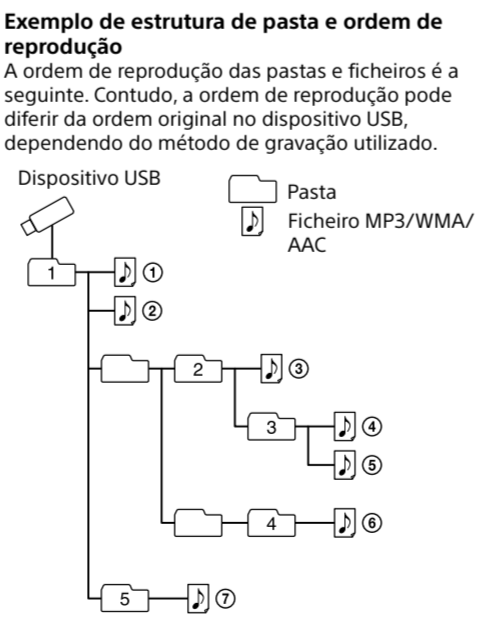 Exemplo de estrutura de pasta e ordem de
reprodução
A ordem de reprodução das pastas e ficheiros é a
seguinte. Contudo, a ordem de reprodução pode
diferir da ordem original no dispositivo USB,
dependendo do método de gravação utilizado.
Dispositivo USB
Pasta
Ficheiro MP3/WMA/
AAC
1 ①
②
2 ③
3 ④
⑤
4 ⑥
5 ⑦